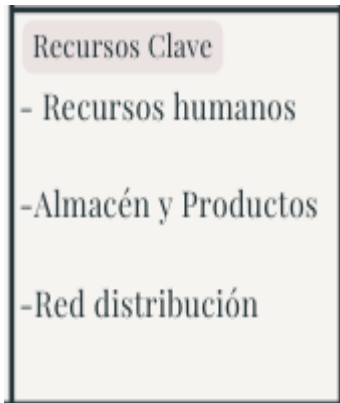 Recursos Clave
- Recursos humanos
-Almacén y Productos
-Red distribución